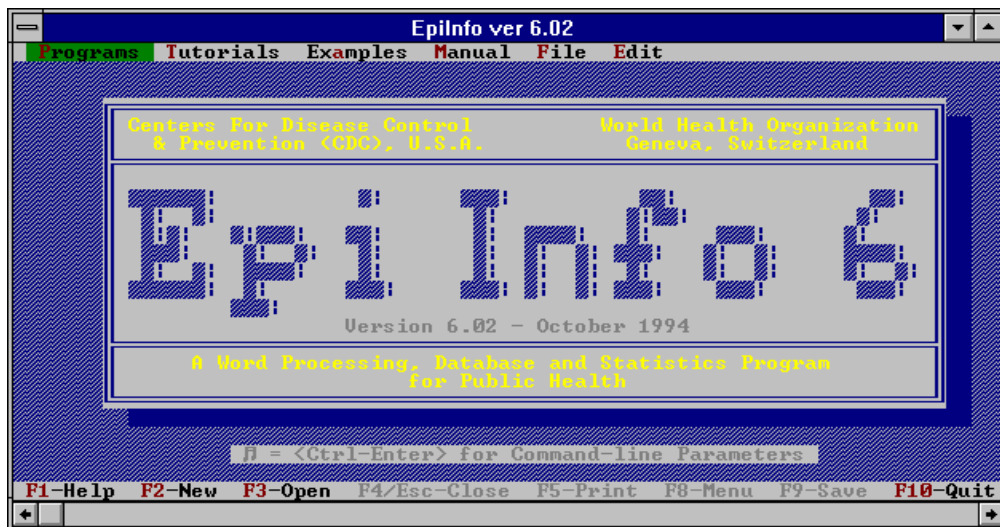 EpiInfo ver 6.02
Programs Tutorials Examples Manual File Edit
Centers For Disease Control World Health Organization
& Prevention (CDC), U.S.A. Geneva, Switzerland
Epi Info 6
Version 6.02 - October 1994
A Word Processing, Database and Statistics Program
for Public Health
♫ = <Ctrl-Enter> for Command-line Parameters
F1-Help F2-New F3-Open F4/Esc-Close F5-Print F8-Menu F9-Save F10-Quit